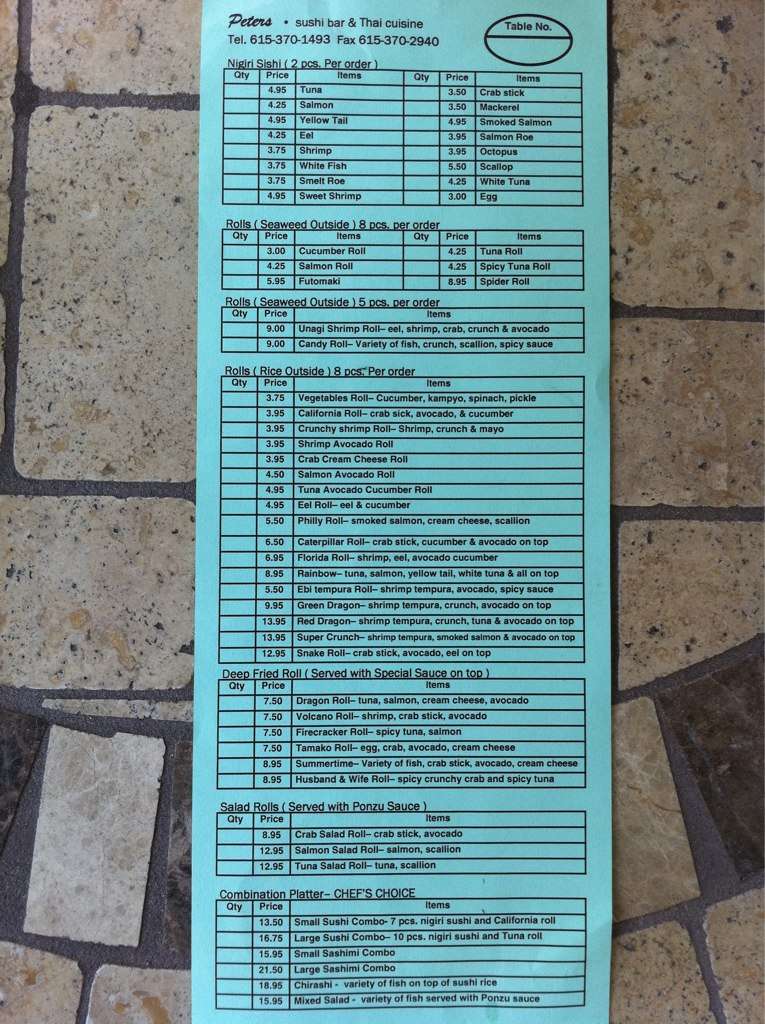 Peters • sushi bar & Thai cuisine
Table No.
Tel. 615-370-1493 Fax 615-370-2940
Nigiri Sishi ( 2 pcs. Per order )
Qty Price Items Qty Price Items
4.95 Tuna 3.50 Crab stick
4.25 Salmon 3.50 Mackerel
4.95 Yellow Tail 4.95 Smoked Salmon
4.25 Eel 3.95 Salmon Roe
3.75 Shrimp 3.95 Octopus
3.75 White Fish 5.50 Scallop
3.75 Smelt Roe 4.25 White Tuna
4.95 Sweet Shrimp 3.00 Egg
Rolls ( Seaweed Outside ) 8 pcs. per order
Qty Price Items Qty Price Items
3.00 Cucumber Roll 4.25 Tuna Roll
4.25 Salmon Roll 4.25 Spicy Tuna Roll
5.95 Futomaki 8.95 Spider Roll
Rolls ( Seaweed Outside ) 5 pcs. per order
Qty Price Items
9.00 Unagi Shrimp Roll– eel, shrimp, crab, crunch & avocado
9.00 Candy Roll– Variety of fish, crunch, scallion, spicy sauce
Rolls ( Rice Outside ) 8 pcs. Per order
Qty Price Items
3.75 Vegetables Roll– Cucumber, kampyo, spinach, pickle
3.95 California Roll– crab sick, avocado, & cucumber
3.95 Crunchy shrimp Roll– Shrimp, crunch & mayo
3.95 Shrimp Avocado Roll
3.95 Crab Cream Cheese Roll
4.50 Salmon Avocado Roll
4.95 Tuna Avocado Cucumber Roll
4.95 Eel Roll– eel & cucumber
5.50 Philly Roll– smoked salmon, cream cheese, scallion
6.50 Caterpillar Roll– crab stick, cucumber & avocado on top
6.95 Florida Roll– shrimp, eel, avocado cucumber
8.95 Rainbow– tuna, salmon, yellow tail, white tuna & all on top
5.50 Ebi tempura Roll– shrimp tempura, avocado, spicy sauce
9.95 Green Dragon– shrimp tempura, crunch, avocado on top
13.95 Red Dragon– shrimp tempura, crunch, tuna & avocado on top
13.95 Super Crunch– shrimp tempura, smoked salmon & avocado on top
12.95 Snake Roll– crab stick, avocado, eel on top
Deep Fried Roll ( Served with Special Sauce on top )
Qty Price Items
7.50 Dragon Roll– tuna, salmon, cream cheese, avocado
7.50 Volcano Roll– shrimp, crab stick, avocado
7.50 Firecracker Roll– spicy tuna, salmon
7.50 Tamako Roll– egg, crab, avocado, cream cheese
8.95 Summertime– Variety of fish, crab stick, avocado, cream cheese
8.95 Husband & Wife Roll– spicy crunchy crab and spicy tuna
Salad Rolls ( Served with Ponzu Sauce )
Qty Price Items
8.95 Crab Salad Roll– crab stick, avocado
12.95 Salmon Salad Roll– salmon, scallion
12.95 Tuna Salad Roll– tuna, scallion
Combination Platter– CHEF'S CHOICE
Qty Price Items
13.50 Small Sushi Combo- 7 pcs. nigiri sushi and California roll
16.75 Large Sushi Combo– 10 pcs. nigiri sushi and Tuna roll
15.95 Small Sashimi Combo
21.50 Large Sashimi Combo
18.95 Chirashi - variety of fish on top of sushi rice
15.95 Mixed Salad - variety of fish served with Ponzu sauce